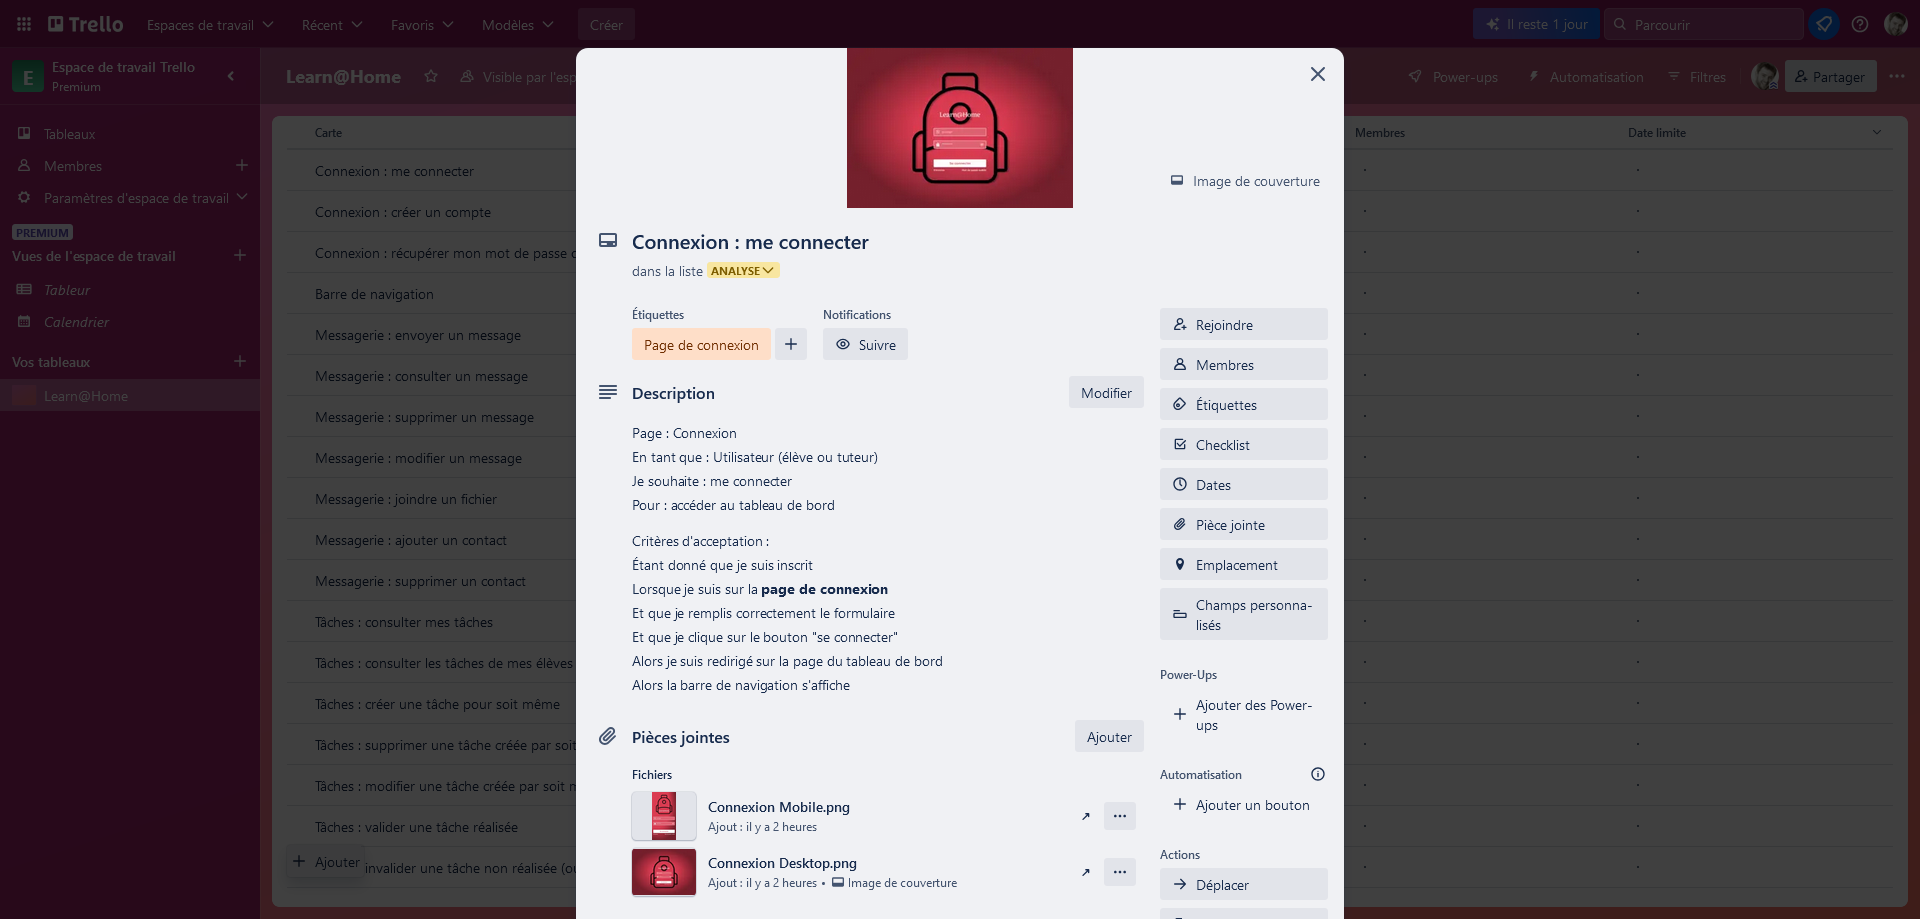 Trello
Espaces de travail
Récent
Favoris
Modèles
Créer
Il reste 1 jour
Parcourir
E
Espace de travail Trello
Premium
Learn@Home
Visible par l'esp
Power-ups
Automatisation
Filtres
Partager
Tableaux
Membres
Paramètres d'espace de travail
PREMIUM
Vues de l'espace de travail
Tableur
Calendrier
Vos tableaux
Learn@Home
Carte
Membres
Date limite
Connexion : me connecter
Connexion : créer un compte
Connexion : récupérer mon mot de passe
Barre de navigation
Messagerie : envoyer un message
Messagerie : consulter un message
Messagerie : supprimer un message
Messagerie : modifier un message
Messagerie : joindre un fichier
Messagerie : ajouter un contact
Messagerie : supprimer un contact
Tâches : consulter mes tâches
Tâches : consulter les tâches de mes élèves
Tâches : créer une tâche pour soit même
Tâches : supprimer une tâche créée par soit
Tâches : modifier une tâche créée par soit
Tâches : valider une tâche réalisée
Ajouter
invalider une tâche non réalisée (ou
Learn@Home
Image de couverture
Connexion : me connecter
dans la liste ANALYSE
Étiquettes
Notifications
Page de connexion
Suivre
Description
Modifier
Page : Connexion
En tant que : Utilisateur (élève ou tuteur)
Je souhaite : me connecter
Pour : accéder au tableau de bord
Critères d'acceptation :
Étant donné que je suis inscrit
Lorsque je suis sur la page de connexion
Et que je remplis correctement le formulaire
Et que je clique sur le bouton "se connecter"
Alors je suis redirigé sur la page du tableau de bord
Alors la barre de navigation s'affiche
Pièces jointes
Ajouter
Fichiers
Connexion Mobile.png
Ajout : il y a 2 heures
Connexion Desktop.png
Ajout : il y a 2 heures • Image de couverture
Rejoindre
Membres
Étiquettes
Checklist
Dates
Pièce jointe
Emplacement
Champs personna-
lisés
Power-Ups
Ajouter des Power-
ups
Automatisation
Ajouter un bouton
Actions
Déplacer